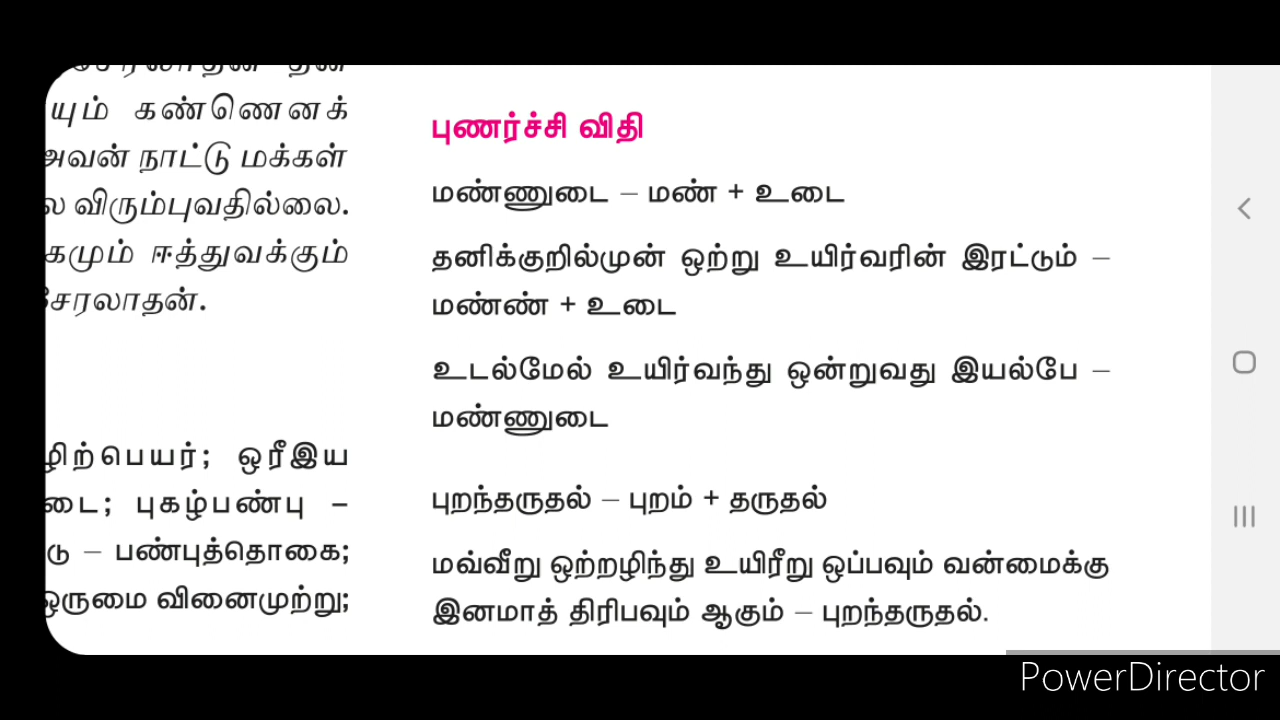 யும் கண்ணெனக்
அவன் நாட்டு மக்கள்
விரும்புவதில்லை.
ஈத்துவக்கும்
சேரலாதன்.
ஒரீஇய
புகழ்பண்பு –
– பண்புத்தொகை;
ஒருமை வினைமுற்று;
புணர்ச்சி விதி
மண்ணுடை – மண் + உடை
தனிக்குறில்முன் ஒற்று உயிர்வரின் இரட்டும் –
மண்ண் + உடை
உடல்மேல் உயிர்வந்து ஒன்றுவது இயல்பே –
மண்ணுடை
புறந்தருதல் – புறம் + தருதல்
மவ்வீறு ஒற்றழிந்து உயிரீறு ஒப்பவும் வன்மைக்கு
இனமாத் திரிபவும் ஆகும் – புறந்தருதல்.
PowerDirector